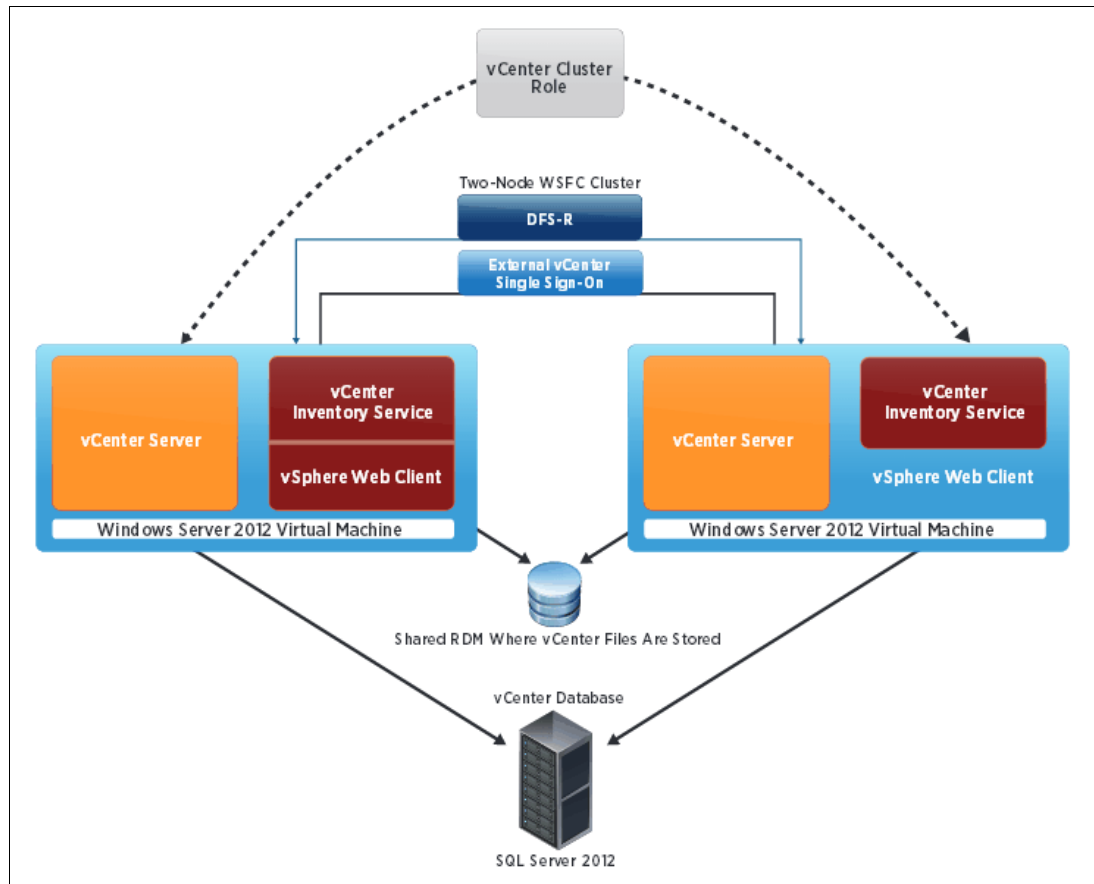 vCenter Cluster
Role
Two-Node WSFC Cluster
DFS-R
External vCenter
Single Sign-On
vCenter Server
vCenter
Inventory Service
vSphere Web Client
Windows Server 2012 Virtual Machine
vCenter Server
vCenter
Inventory Service
vSphere Web Client
Windows Server 2012 Virtual Machine
Shared RDM Where vCenter Files Are Stored
vCenter Database
SQL Server 2012